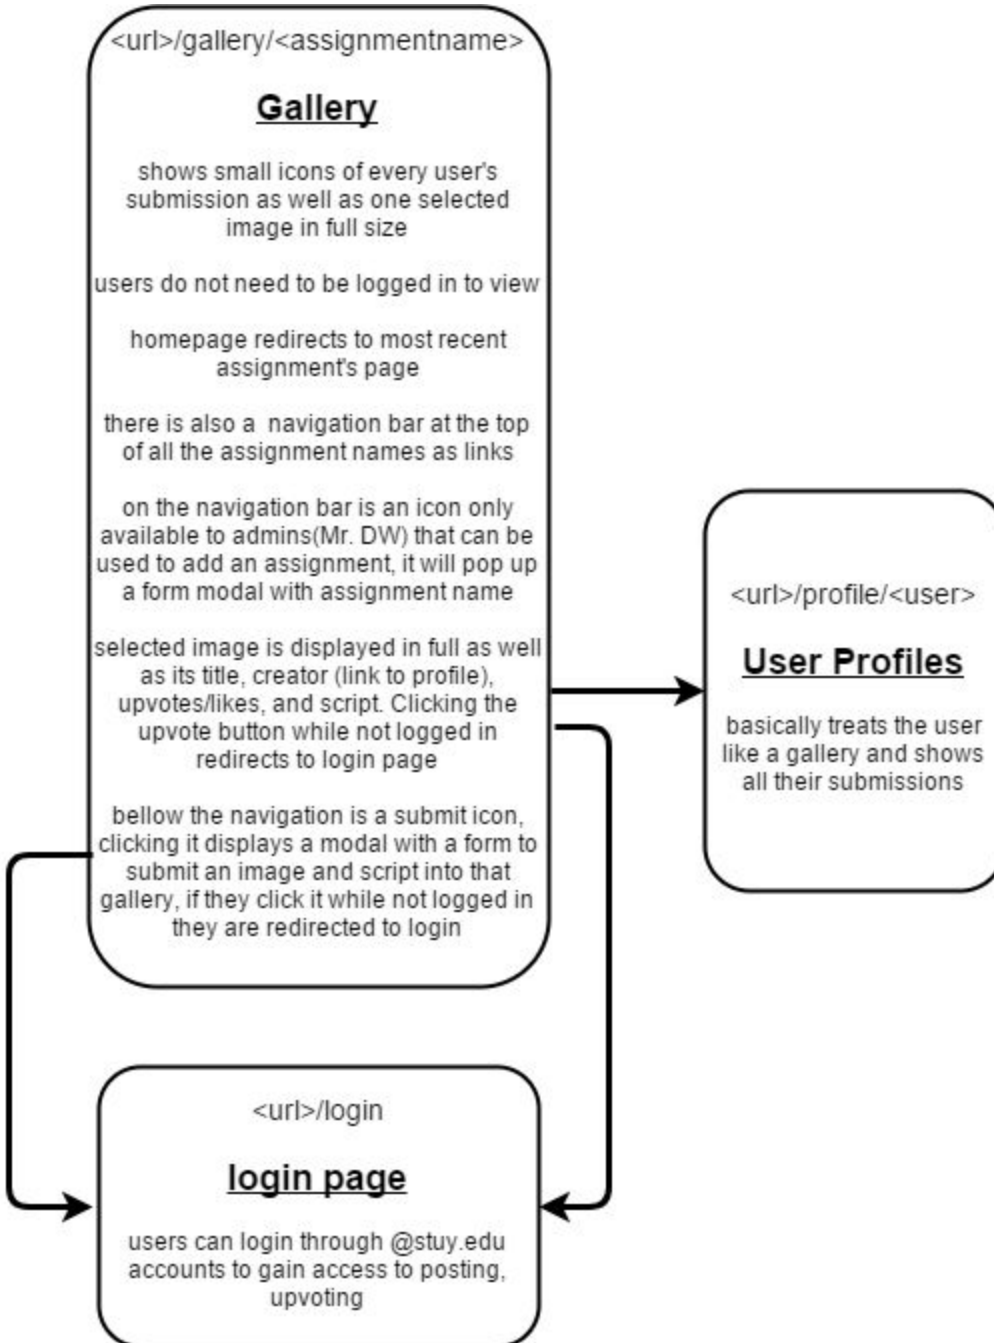 <url>/gallery/<assignmentname>
Gallery
shows small icons of every user's
submission as well as one selected
image in full size
users do not need to be logged in to view
homepage redirects to most recent
assignment's page
there is also a navigation bar at the top
of all the assignment names as links
on the navigation bar is an icon only
available to admins(Mr. DW) that can be
used to add an assignment, it will pop up
a form modal with assignment name
selected image is displayed in full as well
as its title, creator (link to profile),
upvotes/likes, and script. Clicking the
upvote button while not logged in
redirects to login page
bellow the navigation is a submit icon,
clicking it displays a modal with a form to
submit an image and script into that
gallery, if they click it while not logged in
they are redirected to login
<url>/profile/<user>
User Profiles
basically treats the user
like a gallery and shows
all their submissions
<url>/login
login page
users can login through @stuy.edu
accounts to gain access to posting,
upvoting